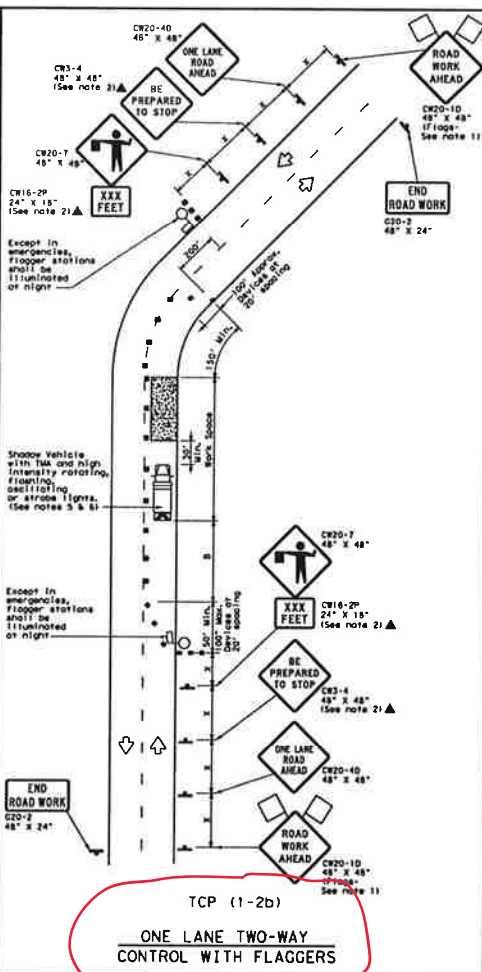 CW20-4D
48" X 48"
ONE LANE
ROAD
AHEAD
CW3-4
48" X 48"
(See note 2)▲
BE
PREPARED
TO STOP
CW20-7
48" X 48"
CW16-2P
24" X 18"
(See note 2)▲
XXX
FEET
X
X
X
ROAD
WORK
AHEAD
CW20-1D
48" X 48"
(Flags-
See note 1)
END
ROAD WORK
G20-2
48" X 24"
Except in
emergencies,
flagger stations
shall be
illuminated
at night
200'
100' Approx.
Devices at
20' spacing
150' Min.
Work Space
30'
Min.
Shadow Vehicle
with TMA and high
intensity rotating,
flashing,
oscillating
or strobe lights.
(See notes 5 & 6)
B
CW20-7
48" X 48"
XXX
FEET
CW16-2P
24" X 18"
(See note 2)▲
Except in
emergencies,
flagger stations
shall be
illuminated
at night
50' Min.
100' Max.
Devices at
20' spacing
X
X
X
X
BE
PREPARED
TO STOP
CW3-4
48" X 48"
(See note 2)▲
ONE LANE
ROAD
AHEAD
CW20-4D
48" X 48"
END
ROAD WORK
G20-2
48" X 24"
ROAD
WORK
AHEAD
CW20-1D
48" X 48"
(Flags-
See note 1)
TCP (1-2b)
ONE LANE TWO-WAY
CONTROL WITH FLAGGERS